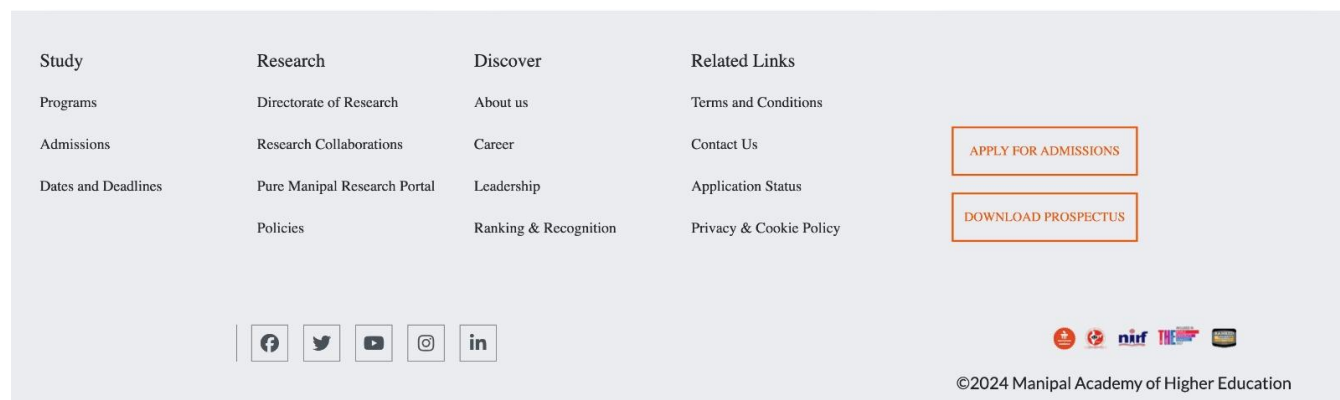 Study
Programs
Admissions
Dates and Deadlines
Research
Directorate of Research
Research Collaborations
Pure Manipal Research Portal
Policies
Discover
About us
Career
Leadership
Ranking & Recognition
Related Links
Terms and Conditions
Contact Us
Application Status
Privacy & Cookie Policy
APPLY FOR ADMISSIONS
DOWNLOAD PROSPECTUS
in
nirf
THE
©2024 Manipal Academy of Higher Education